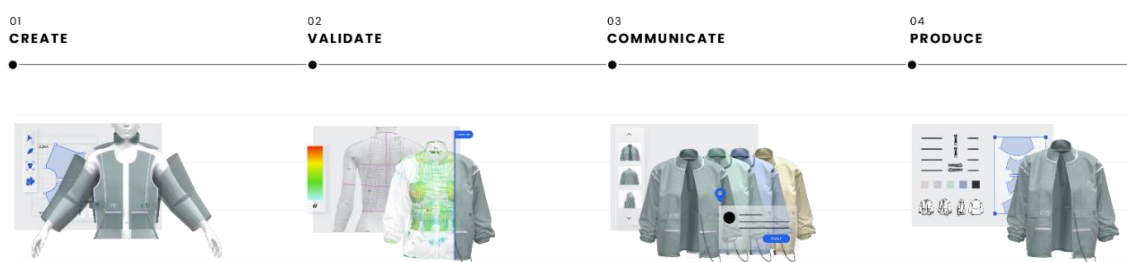 01
CREATE
02
VALIDATE
03
COMMUNICATE
04
PRODUCE